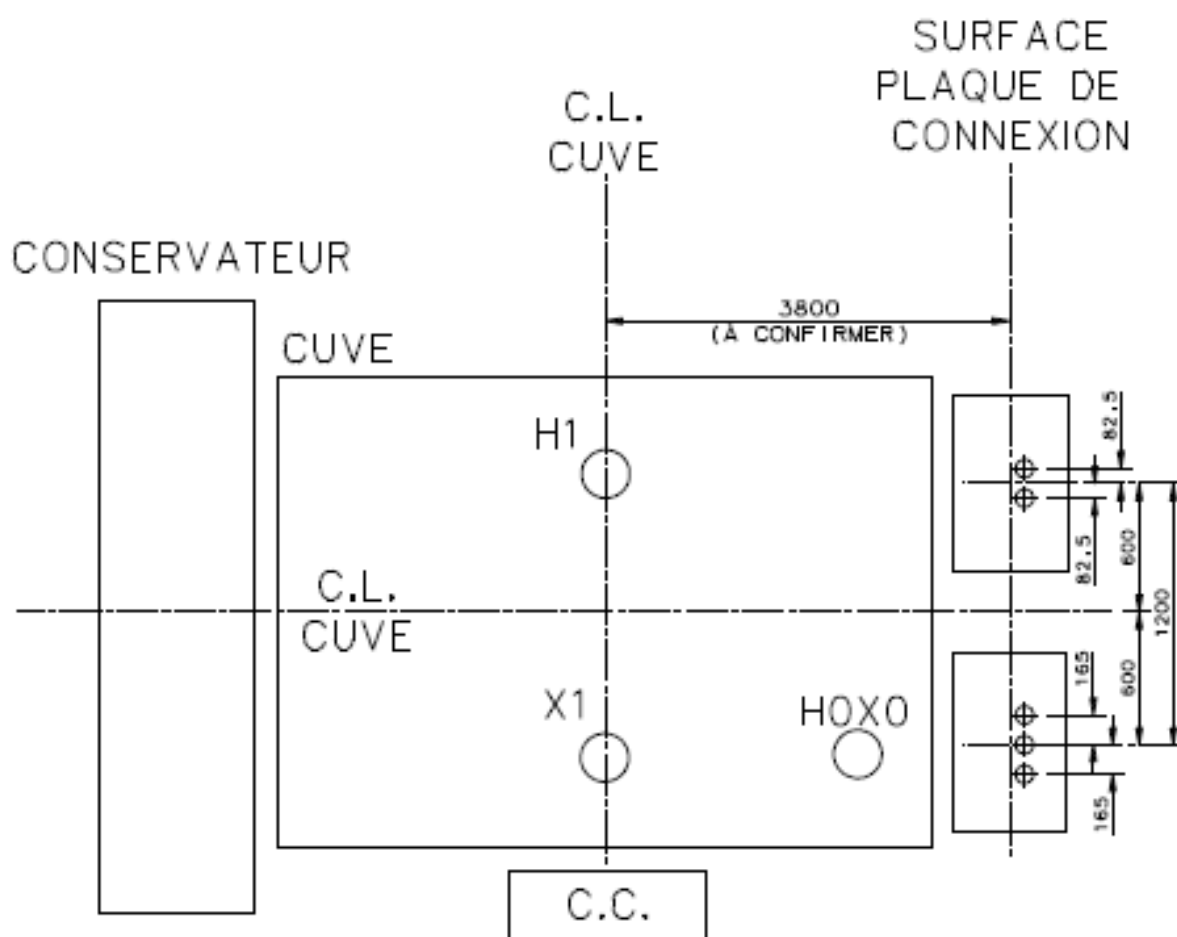 SURFACE
PLAQUE DE
CONNEXION
C.L.
CUVE
CONSERVATEUR
3800
(À CONFIRMER)
CUVE
82,5
H1
82,5
600
1200
C.L.
CUVE
600
165
X1
H0X0
165
C.C.